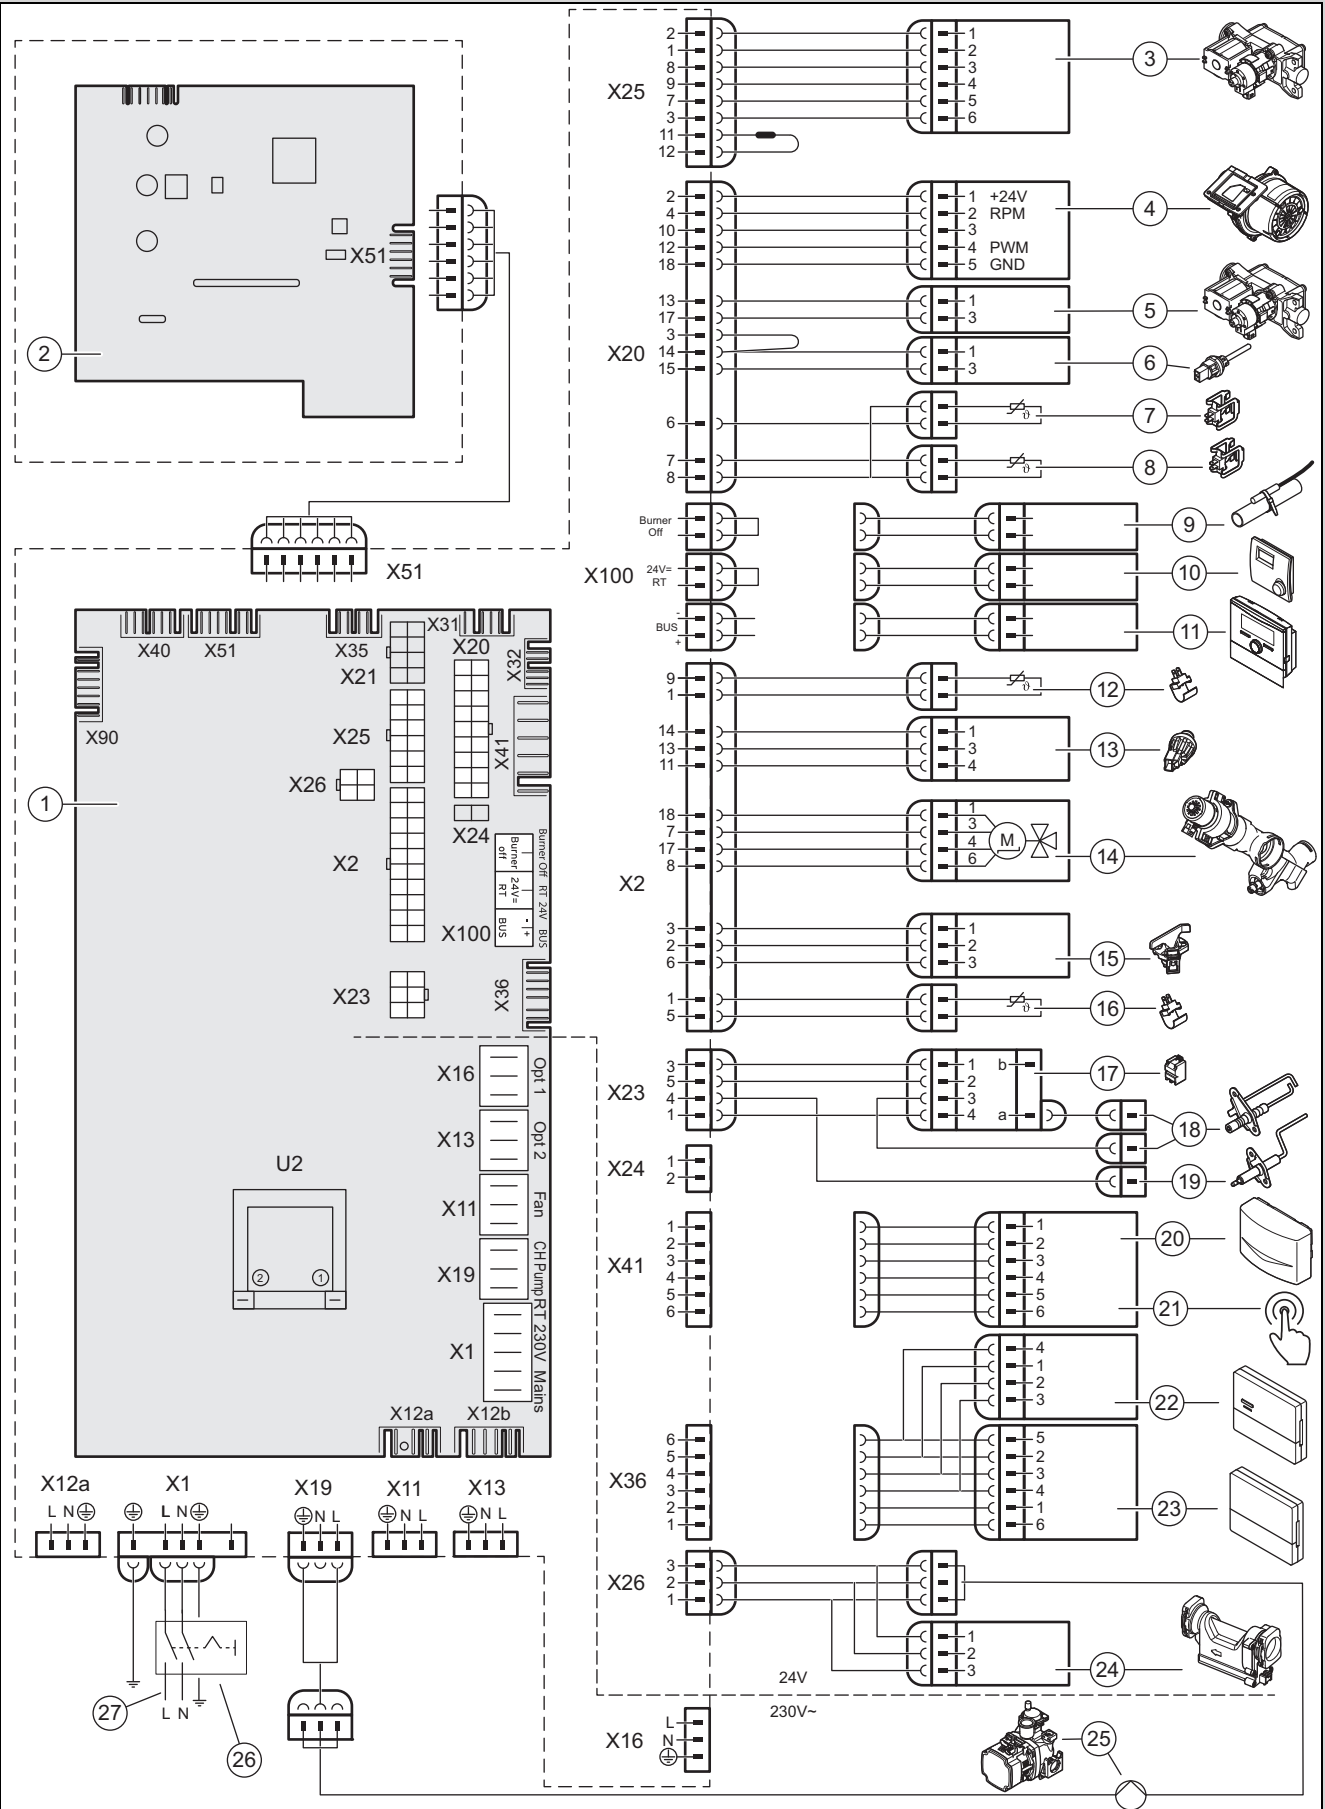 2
X51
X51
1
X40
X51
X35
X31
X21
X20
X32
X90
X25
X41
X26
X24
X2
Burner off
24V= RT
- + BUS
Burner Off RT 24V BUS
X100
X23
X36
X16
Opt 1
X13
Opt 2
U2
X11
Fan
2 1
X19
CH Pump
X1
RT 230V Mains
X12a
X12b
X12a
L N
X1
L N
X19
N L
X11
N L
X13
N L
27
L N
26
X25
2 1
1 2
8 3
9 4
7 5
3 6
11
12
3
X20
2 1 +24V
4 2 RPM
10 3
12 4 PWM
18 5 GND
4
13 1
17 3
5
3
14 1
15 3
6
6
ϑ
7
7
8
ϑ
8
X100
Burner
Off
9
24V=
RT
10
-
BUS
+
11
X2
9
1
ϑ
12
14 1
13 3
11 4
13
18 1
7 3
17 4
8 6
M
14
3 1
2 2
6 3
15
1
5
ϑ
16
X23
3 1 b
5 2
4 3
1 4 a
17
18
19
X24
1
2
X41
1 1
2 2
3 3
4 4
5 5
6 6
20
21
4
1
2
3
22
X36
6 5
5 2
4 3
3 4
2 1
1 6
23
X26
3
2
1
1
2
3
24
24V
230V~
X16
L
N
25